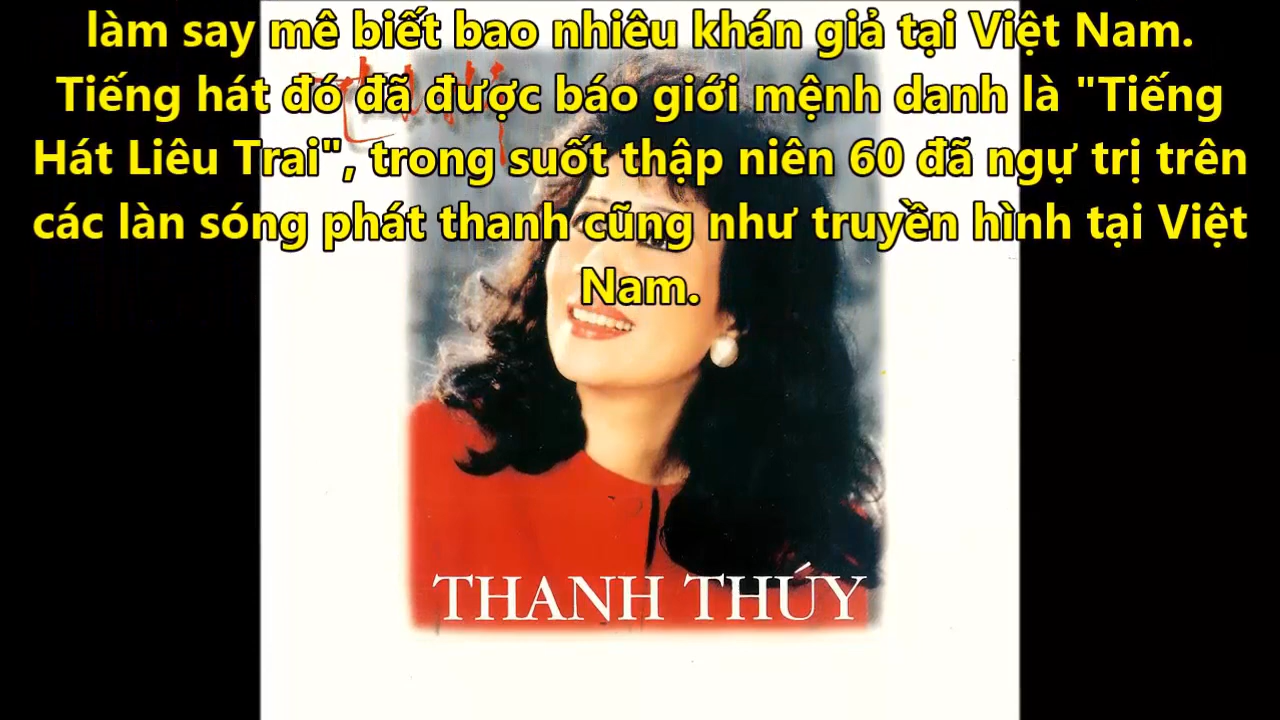 làm say mê biết bao nhiêu khán giả tại Việt Nam.
Tiếng hát đó đã được báo giới mệnh danh là "Tiếng
Hát Liêu Trai", trong suốt thập niên 60 đã ngự trị trên
các làn sóng phát thanh cũng như truyền hình tại Việt
Nam.
THANH THÚY